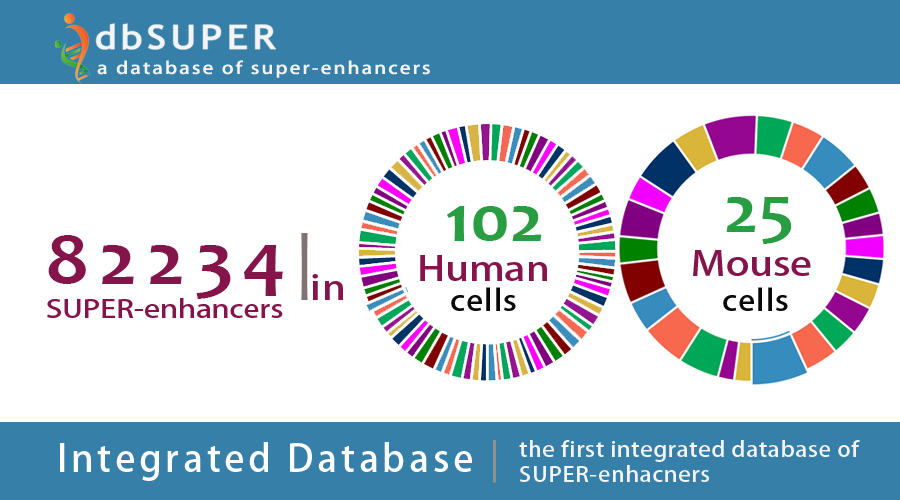 dbSUPER
a database of super-enhancers
82234 in
SUPER-enhancers
102
Human
cells
25
Mouse
cells
Integrated Database
the first integrated database of
SUPER-enhacners